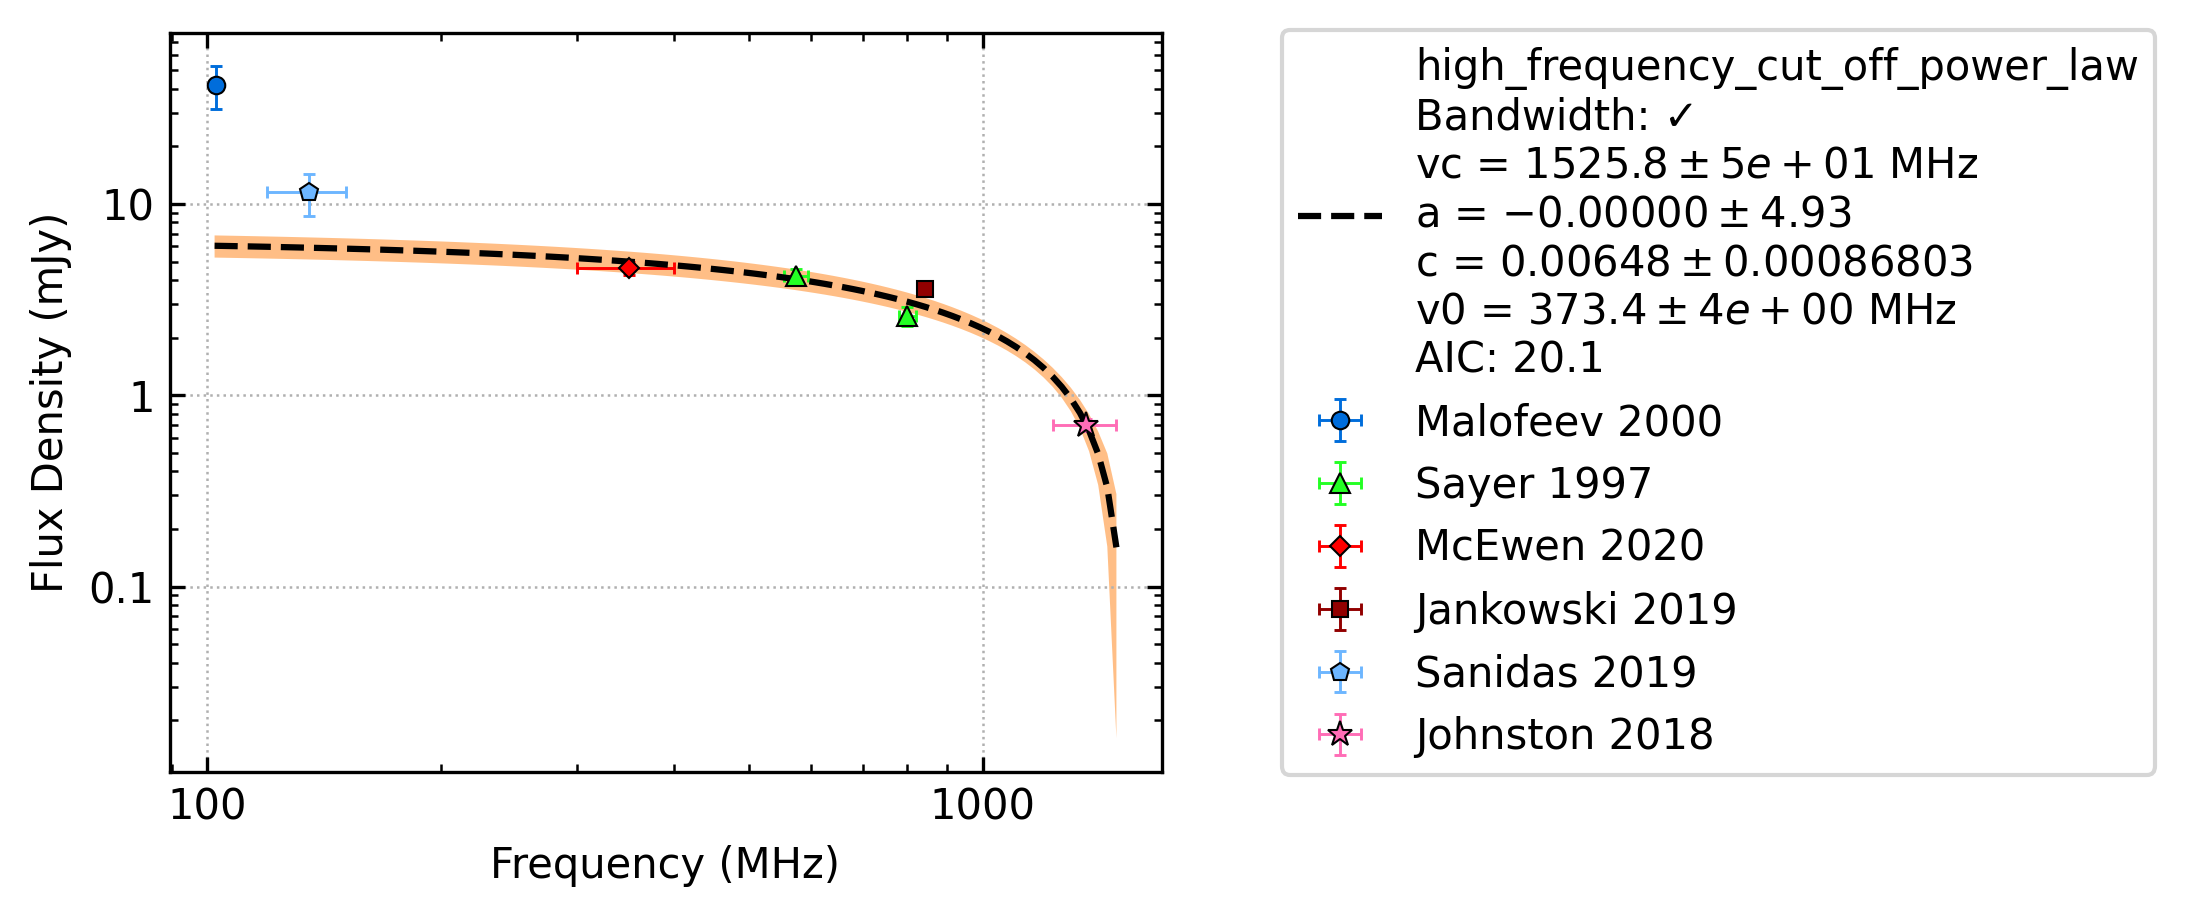 Flux Density (mJy)
10
1
0.1
100
1000
Frequency (MHz)
high_frequency_cut_off_power_law
Bandwidth: ✓
vc = 1525.8 ± 5e + 01 MHz
a = −0.00000 ± 4.93
c = 0.00648 ± 0.00086803
v0 = 373.4 ± 4e + 00 MHz
AIC: 20.1
Malofeev 2000
Sayer 1997
McEwen 2020
Jankowski 2019
Sanidas 2019
Johnston 2018